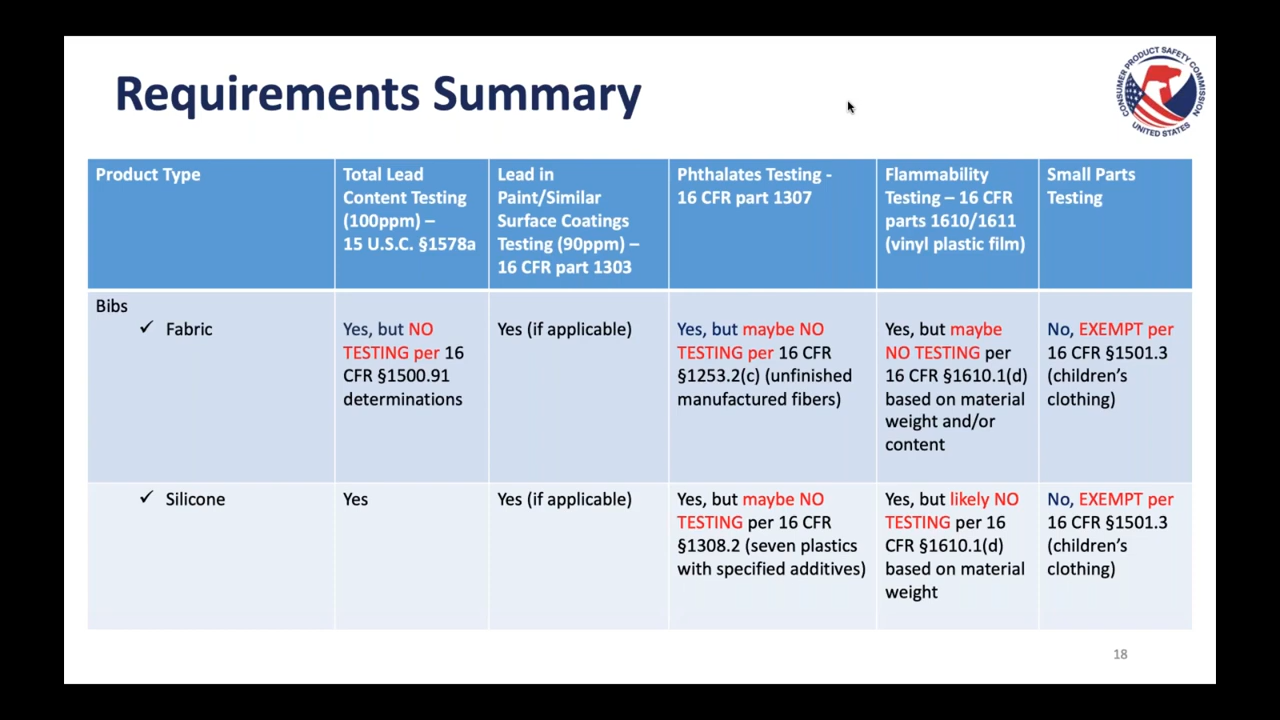 Requirements Summary
CONSUMER PRODUCT SAFETY COMMISSION
UNITED STATES
Product Type
Total Lead
Content Testing
(100ppm) –
15 U.S.C. §1578a
Lead in
Paint/Similar
Surface Coatings
Testing (90ppm) –
16 CFR part 1303
Phthalates Testing -
16 CFR part 1307
Flammability
Testing – 16 CFR
parts 1610/1611
(vinyl plastic film)
Small Parts
Testing
Bibs
✓ Fabric
Yes, but NO
TESTING per 16
CFR §1500.91
determinations
Yes (if applicable)
Yes, but maybe NO
TESTING per 16 CFR
§1253.2(c) (unfinished
manufactured fibers)
Yes, but maybe
NO TESTING per
16 CFR §1610.1(d)
based on material
weight and/or
content
No, EXEMPT per
16 CFR §1501.3
(children's
clothing)
✓ Silicone
Yes
Yes (if applicable)
Yes, but maybe NO
TESTING per 16 CFR
§1308.2 (seven plastics
with specified additives)
Yes, but likely NO
TESTING per 16
CFR §1610.1(d)
based on material
weight
No, EXEMPT per
16 CFR §1501.3
(children's
clothing)
18